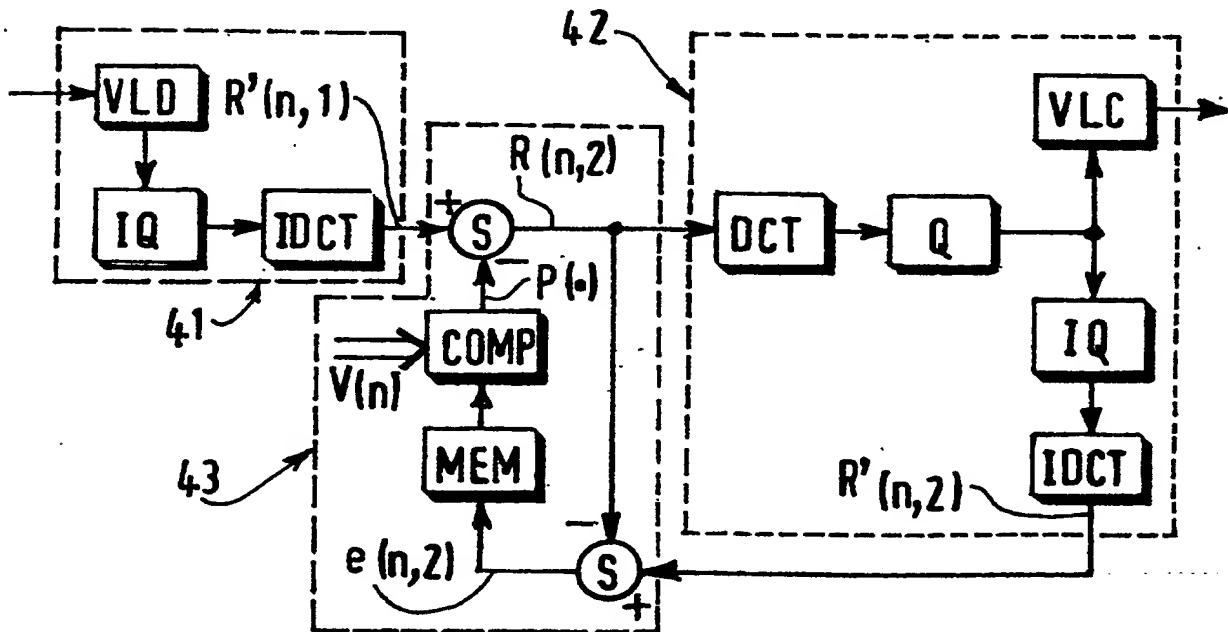 42
VLD
R'(n,1)
VLC
R(n,2)
+
IQ
IDCT
S
DCT
Q
−
P(•)
41
COMP
IQ
V(n)
MEM
IDCT
43
R'(n,2)
−
e(n,2)
S
+